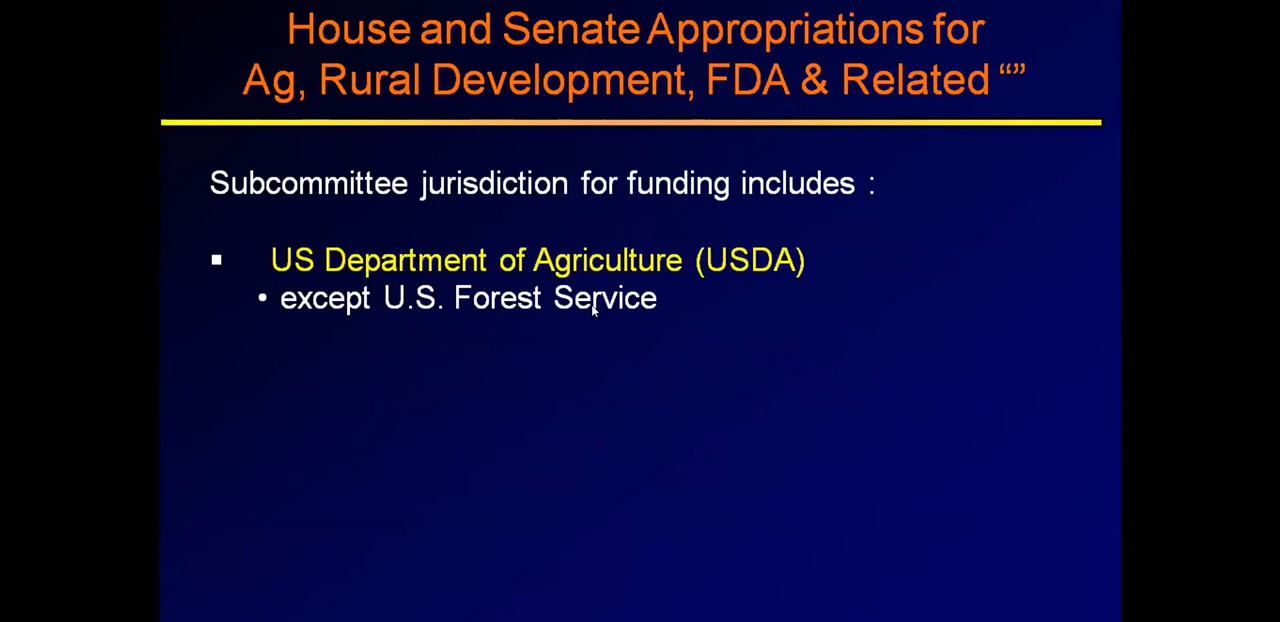 House and Senate Appropriations for
Ag, Rural Development, FDA & Related “”
Subcommittee jurisdiction for funding includes :
▪ US Department of Agriculture (USDA)
• except U.S. Forest Service